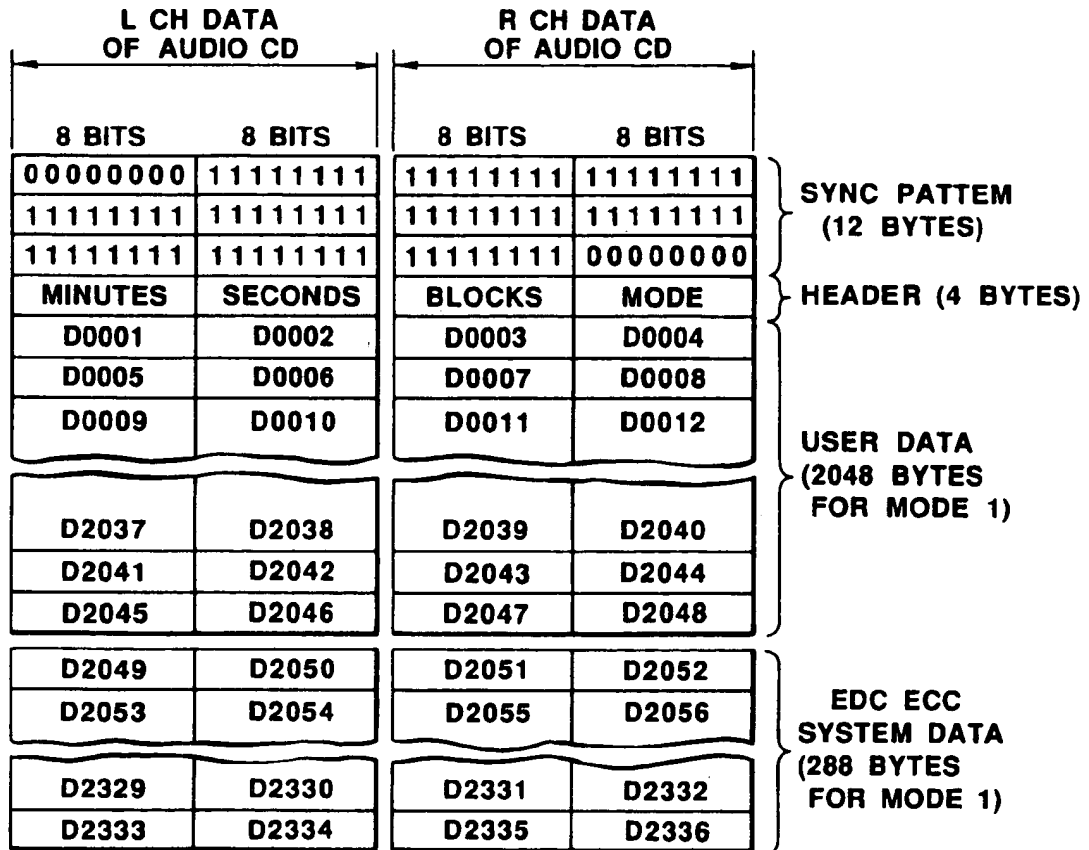 L CH DATA
OF AUDIO CD
R CH DATA
OF AUDIO CD
8 BITS 8 BITS 8 BITS 8 BITS
00000000 11111111 11111111 11111111
11111111 11111111 11111111 11111111
11111111 11111111 11111111 00000000
SYNC PATTEM
(12 BYTES)
MINUTES SECONDS BLOCKS MODE
HEADER (4 BYTES)
D0001 D0002 D0003 D0004
D0005 D0006 D0007 D0008
D0009 D0010 D0011 D0012
USER DATA
(2048 BYTES
FOR MODE 1)
D2037 D2038 D2039 D2040
D2041 D2042 D2043 D2044
D2045 D2046 D2047 D2048
D2049 D2050 D2051 D2052
D2053 D2054 D2055 D2056
EDC ECC
SYSTEM DATA
(288 BYTES
FOR MODE 1)
D2329 D2330 D2331 D2332
D2333 D2334 D2335 D2336